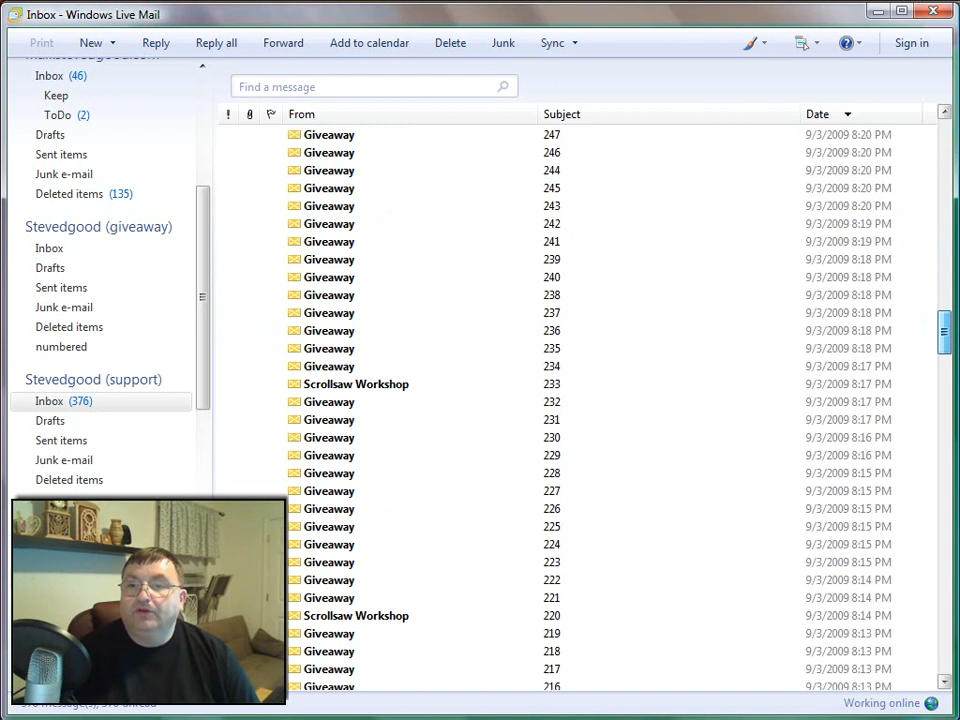 Inbox - Windows Live Mail
Print New Reply Reply all Forward Add to calendar Delete Junk Sync Sign in
Inbox (46)
Keep
ToDo (2)
Drafts
Sent items
Junk e-mail
Deleted items (135)
Stevedgood (giveaway)
Inbox
Drafts
Sent items
Junk e-mail
Deleted items
numbered
Stevedgood (support)
Inbox (376)
Drafts
Sent items
Junk e-mail
Deleted items
Find a message
! From Subject Date
Giveaway 247 9/3/2009 8:20 PM
Giveaway 246 9/3/2009 8:20 PM
Giveaway 244 9/3/2009 8:20 PM
Giveaway 245 9/3/2009 8:20 PM
Giveaway 243 9/3/2009 8:20 PM
Giveaway 242 9/3/2009 8:19 PM
Giveaway 241 9/3/2009 8:19 PM
Giveaway 239 9/3/2009 8:18 PM
Giveaway 240 9/3/2009 8:18 PM
Giveaway 238 9/3/2009 8:18 PM
Giveaway 237 9/3/2009 8:18 PM
Giveaway 236 9/3/2009 8:18 PM
Giveaway 235 9/3/2009 8:18 PM
Giveaway 234 9/3/2009 8:17 PM
Scrollsaw Workshop 233 9/3/2009 8:17 PM
Giveaway 232 9/3/2009 8:17 PM
Giveaway 231 9/3/2009 8:17 PM
Giveaway 230 9/3/2009 8:16 PM
Giveaway 229 9/3/2009 8:16 PM
Giveaway 228 9/3/2009 8:15 PM
Giveaway 227 9/3/2009 8:15 PM
Giveaway 226 9/3/2009 8:15 PM
Giveaway 225 9/3/2009 8:15 PM
Giveaway 224 9/3/2009 8:15 PM
Giveaway 223 9/3/2009 8:15 PM
Giveaway 222 9/3/2009 8:14 PM
Giveaway 221 9/3/2009 8:14 PM
Scrollsaw Workshop 220 9/3/2009 8:14 PM
Giveaway 219 9/3/2009 8:13 PM
Giveaway 218 9/3/2009 8:13 PM
Giveaway 217 9/3/2009 8:13 PM
Giveaway 216 9/3/2009 8:13 PM
Working online